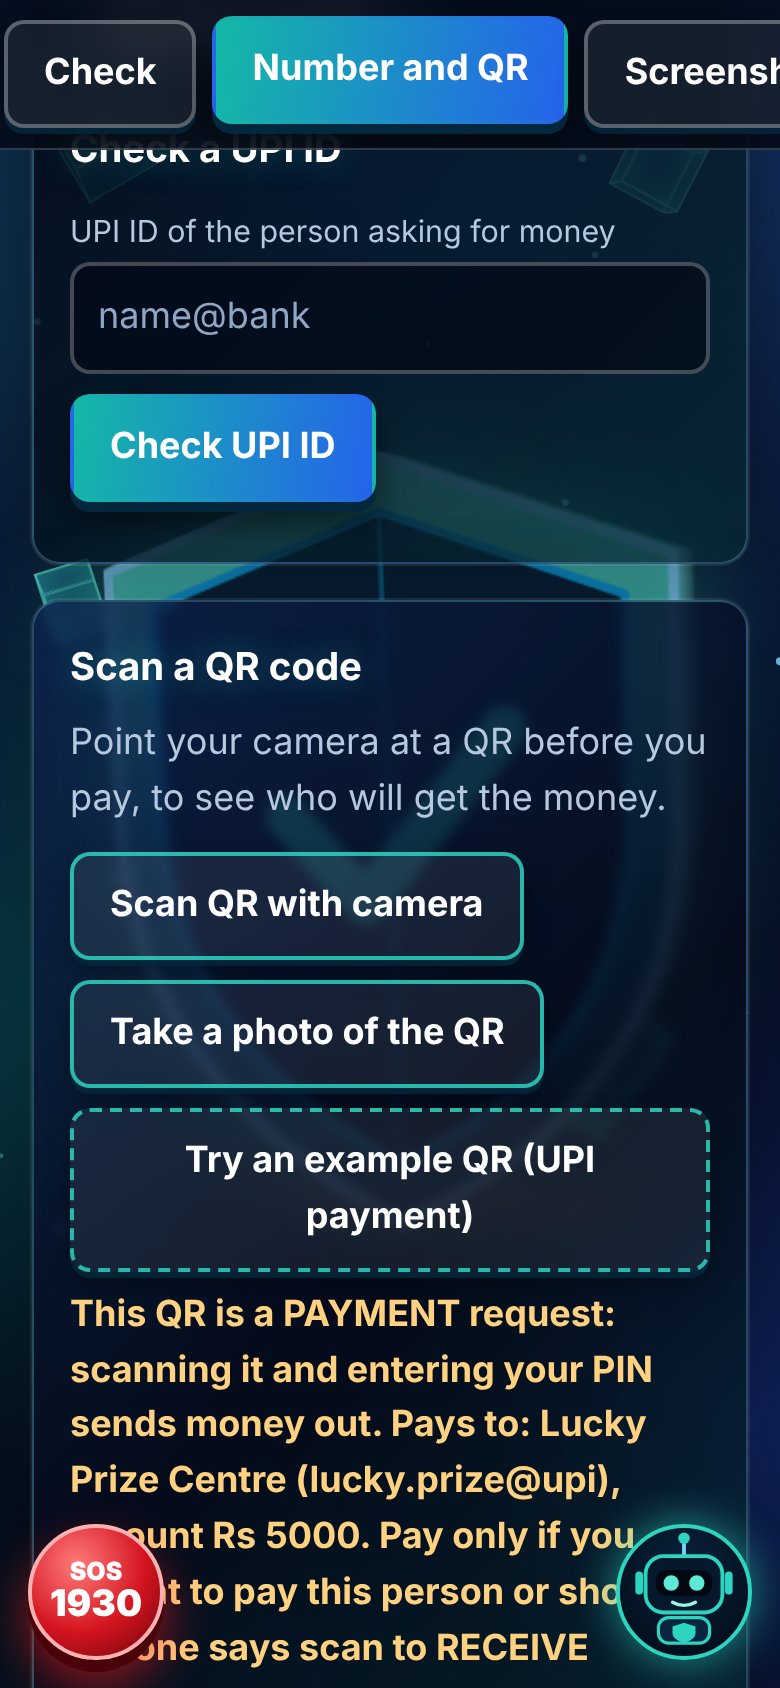 Check
Number and QR
Check a UPI ID
UPI ID of the person asking for money
name@bank
Check UPI ID
Scan a QR code
Point your camera at a QR before you
pay, to see who will get the money.
Scan QR with camera
Take a photo of the QR
Try an example QR (UPI
payment)
This QR is a PAYMENT request:
scanning it and entering your PIN
sends money out. Pays to: Lucky
Prize Centre (lucky.prize@upi),
Rs 5000. Pay only if you
to pay this person or
says scan to RECEIVE
SOS
1930